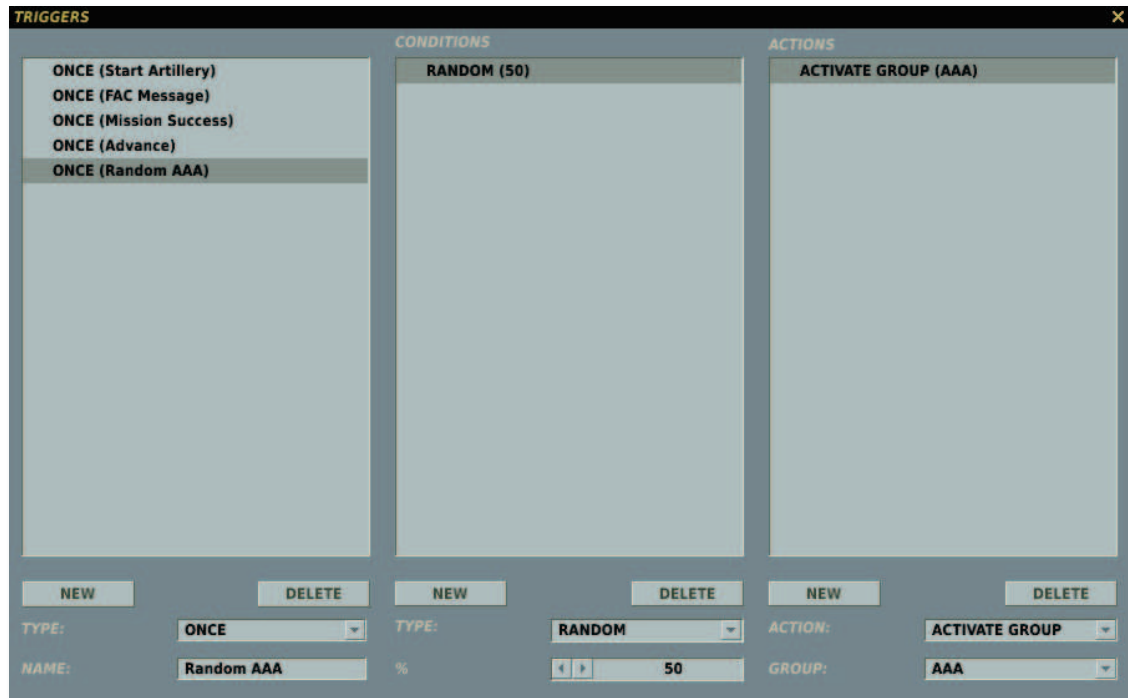 TRIGGERS
CONDITIONS
ACTIONS
ONCE (Start Artillery)
ONCE (FAC Message)
ONCE (Mission Success)
ONCE (Advance)
ONCE (Random AAA)
RANDOM (50)
ACTIVATE GROUP (AAA)
NEW DELETE
TYPE: ONCE
NAME: Random AAA
NEW DELETE
TYPE: RANDOM
% 50
NEW DELETE
ACTION: ACTIVATE GROUP
GROUP: AAA